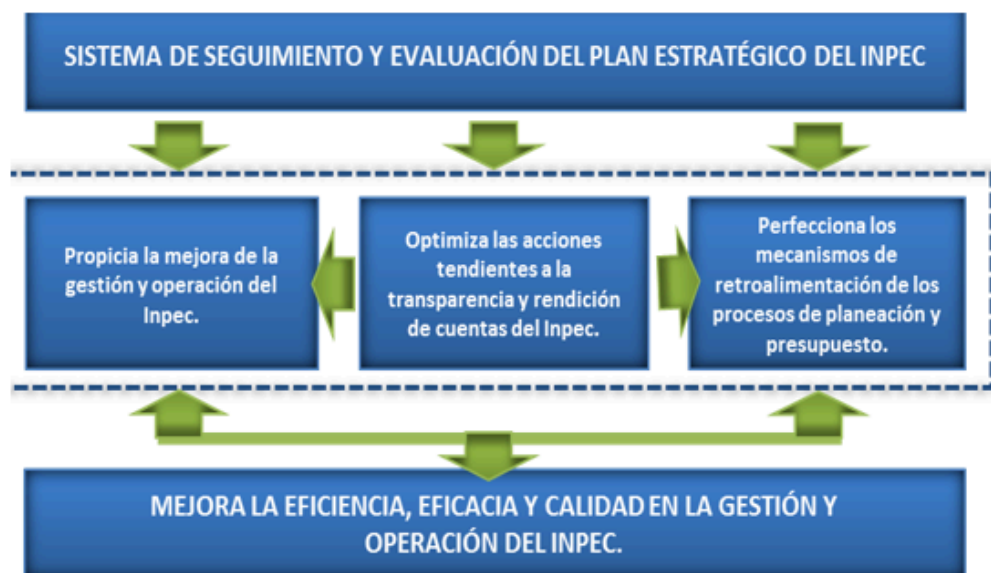 SISTEMA DE SEGUIMIENTO Y EVALUACIÓN DEL PLAN ESTRATÉGICO DEL INPEC
Propicia la mejora de la
gestión y operación del
Inpec.
Optimiza las acciones
tendientes a la
transparencia y rendición
de cuentas del Inpec.
Perfecciona los
mecanismos de
retroalimentación de los
procesos de planeación y
presupuesto.
MEJORA LA EFICIENCIA, EFICACIA Y CALIDAD EN LA GESTIÓN Y
OPERACIÓN DEL INPEC.